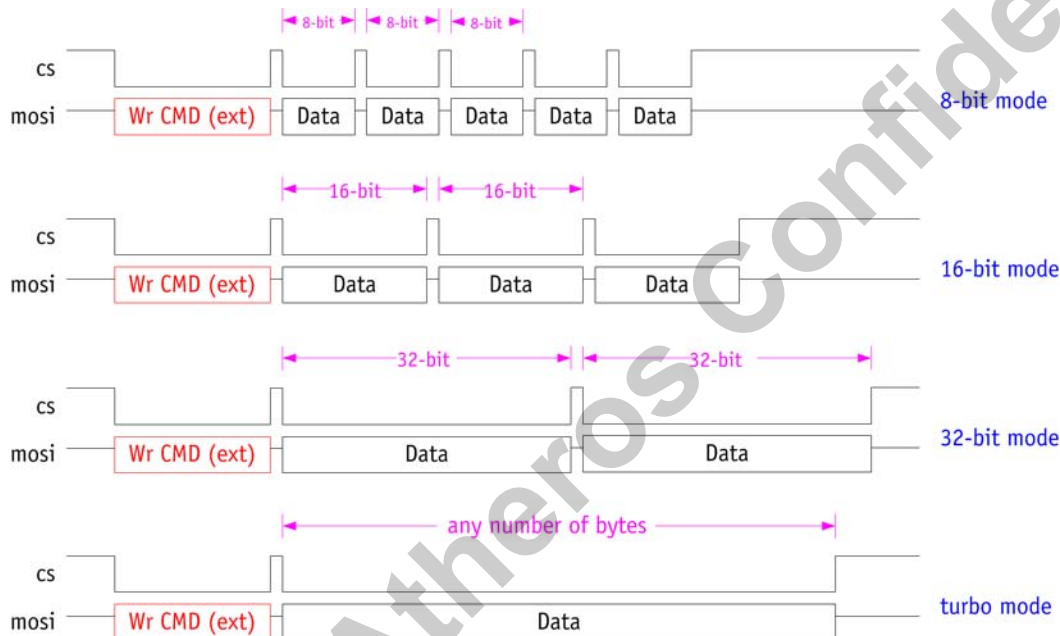 8-bit 8-bit 8-bit
cs
mosi Wr CMD (ext) Data Data Data Data Data 8-bit mode
16-bit 16-bit
cs
mosi Wr CMD (ext) Data Data Data 16-bit mode
32-bit 32-bit
cs
mosi Wr CMD (ext) Data Data 32-bit mode
any number of bytes
cs
mosi Wr CMD (ext) Data turbo mode
Atheros Confide